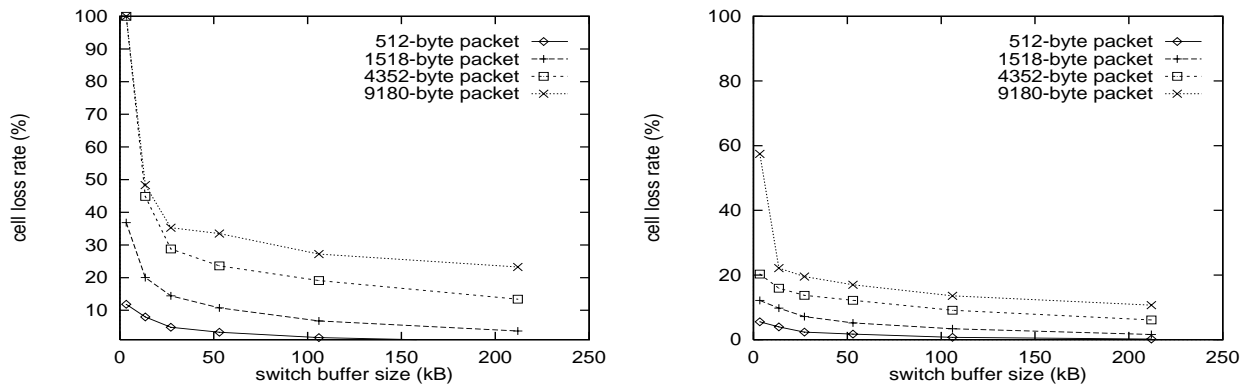 cell loss rate (%)
100
90
80
70
60
50
40
30
20
10
0 50 100 150 200 250
switch buffer size (kB)
512-byte packet
1518-byte packet
4352-byte packet
9180-byte packet
cell loss rate (%)
100
80
60
40
20
0
0 50 100 150 200 250
switch buffer size (kB)
512-byte packet
1518-byte packet
4352-byte packet
9180-byte packet